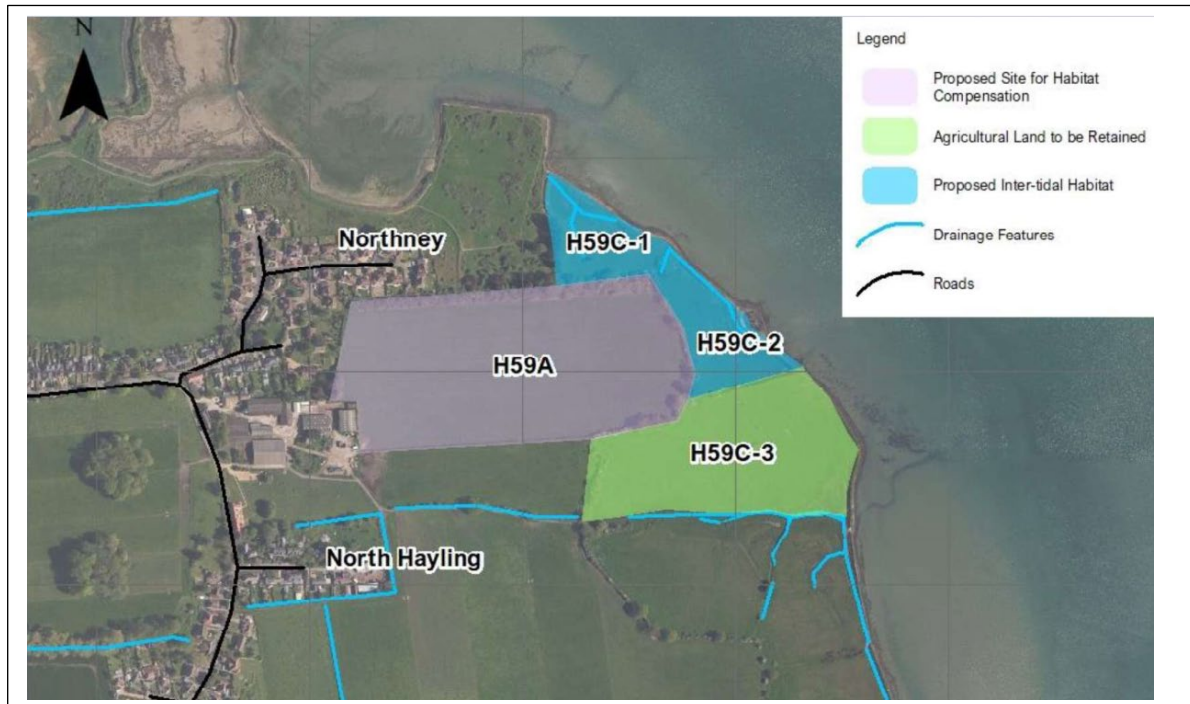 N
Legend
Proposed Site for Habitat
Compensation
Agricultural Land to be Retained
Proposed Inter-tidal Habitat
Drainage Features
Roads
Northney
H59C-1
H59C-2
H59A
H59C-3
North Hayling